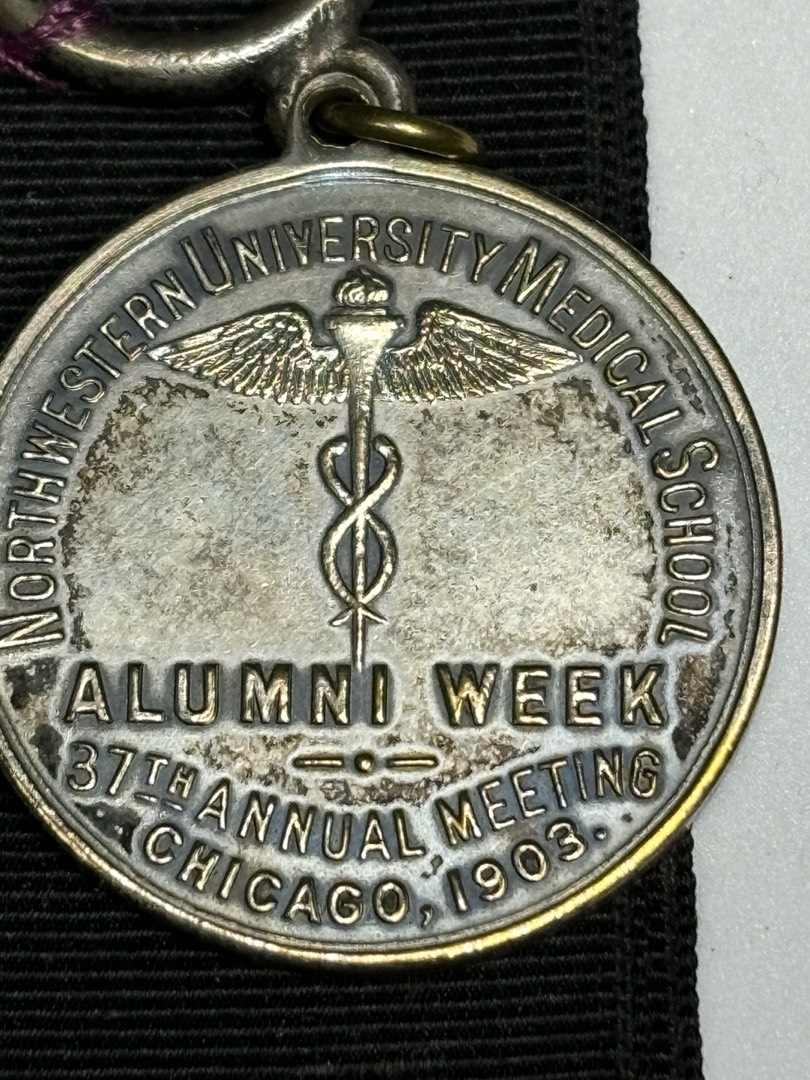 NORTHWESTERN UNIVERSITY MEDICAL SCHOOL
ALUMNI WEEK
37TH ANNUAL MEETING
CHICAGO, 1903.